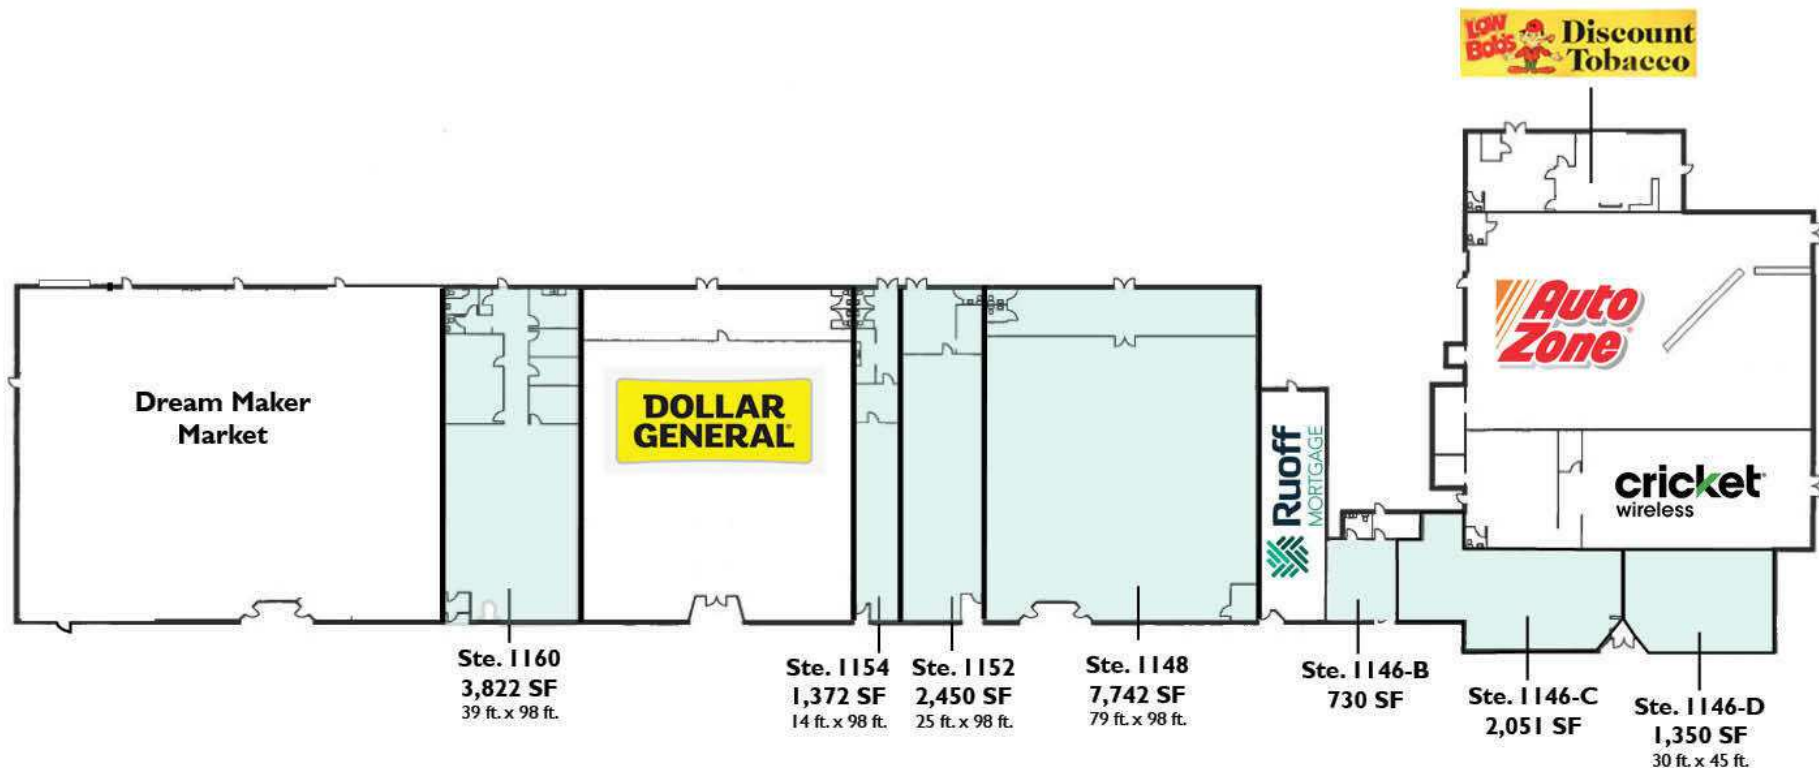 LOW
BOB'S
Discount
Tobacco
Auto
Zone
Dream Maker
Market
DOLLAR
GENERAL
Ruoff
MORTGAGE
cricket
wireless
Ste. 1160
3,822 SF
39 ft. x 98 ft.
Ste. 1154
1,372 SF
14 ft. x 98 ft.
Ste. 1152
2,450 SF
25 ft. x 98 ft.
Ste. 1148
7,742 SF
79 ft. x 98 ft.
Ste. 1146-B
730 SF
Ste. 1146-C
2,051 SF
Ste. 1146-D
1,350 SF
30 ft. x 45 ft.